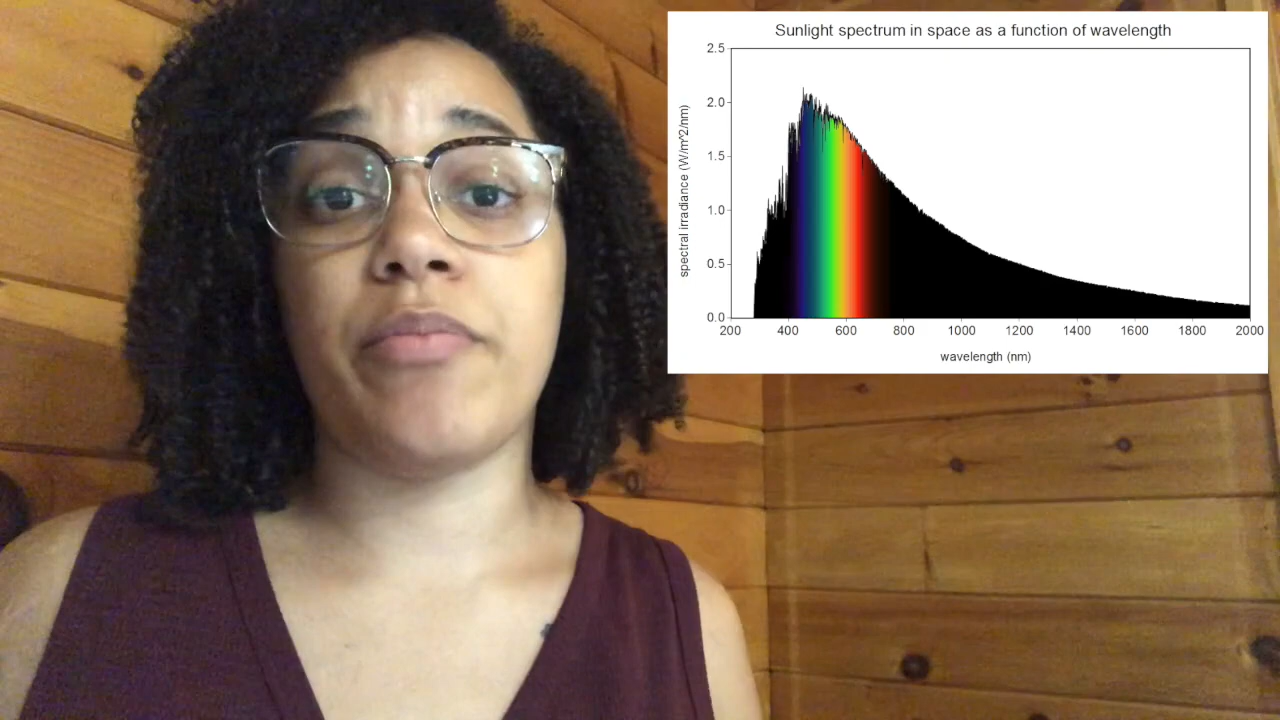 Sunlight spectrum in space as a function of wavelength
2.5
2.0
1.5
1.0
0.5
0.0
spectral irradiance (W/m^2/nm)
200 400 600 800 1000 1200 1400 1600 1800 2000
wavelength (nm)